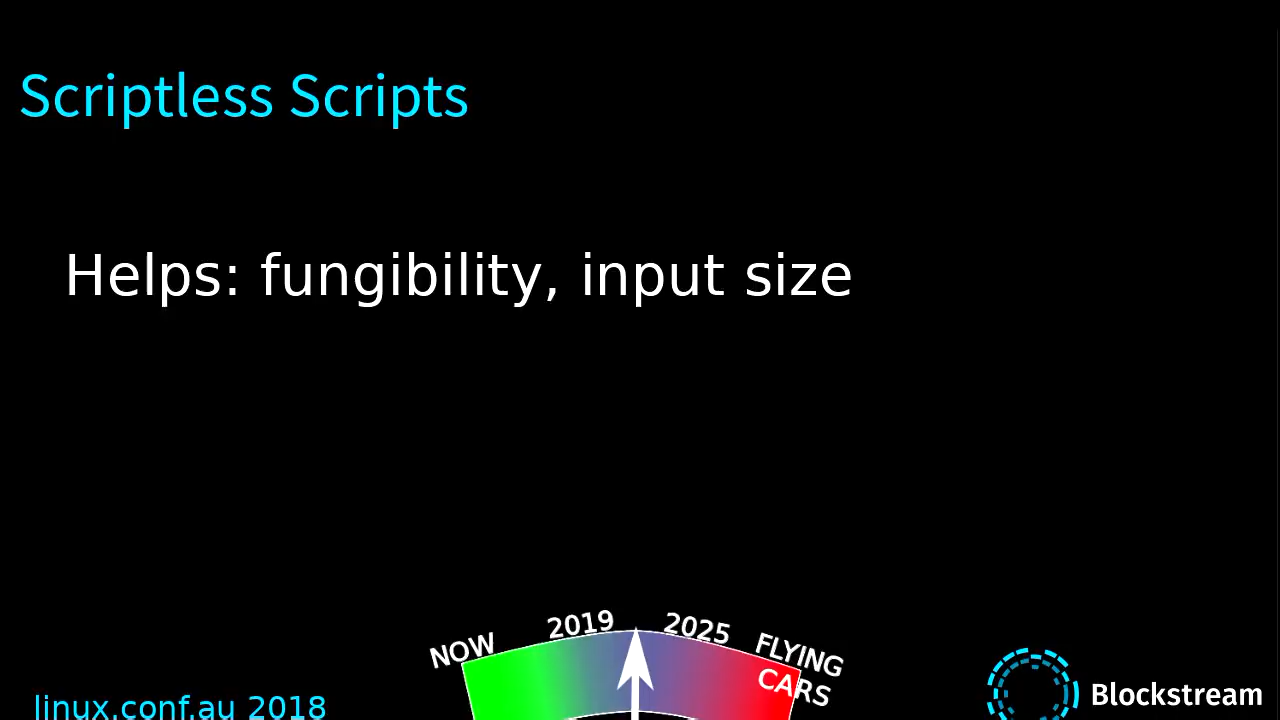 Scriptless Scripts
Helps: fungibility, input size
NOW
2019
2025
FLYING
CARS
linux.conf.au 2018
Blockstream